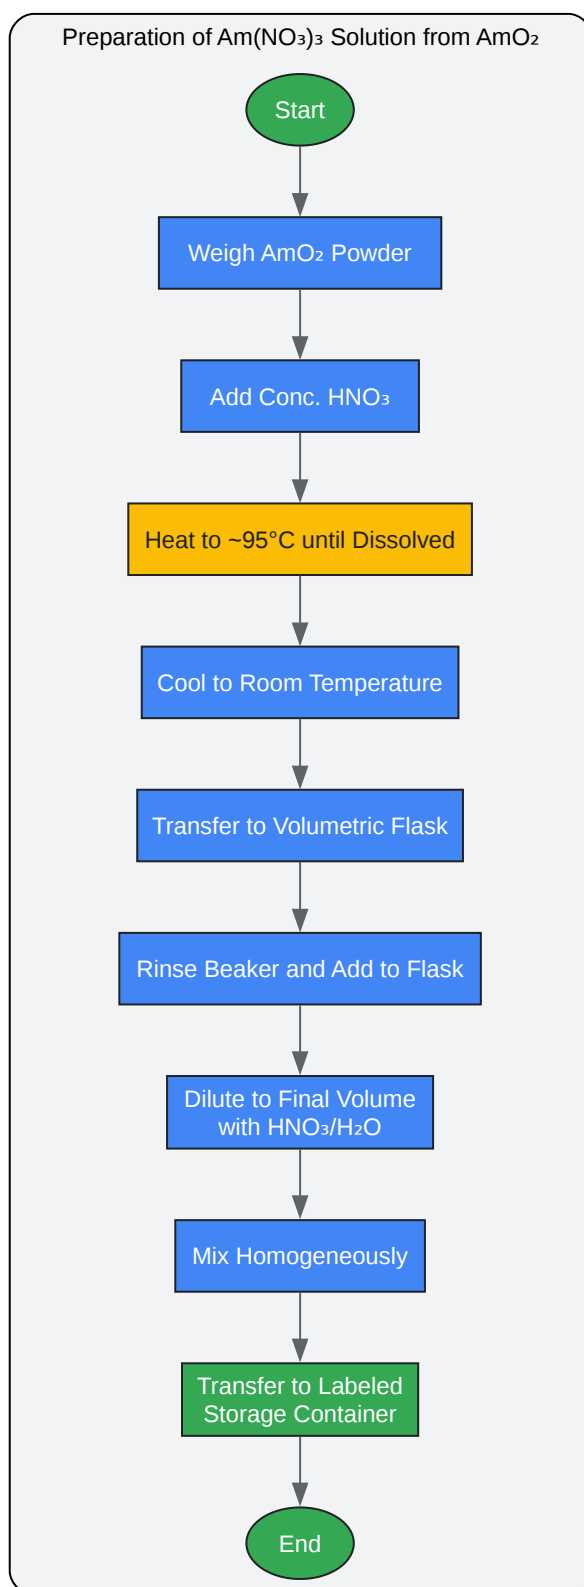 Preparation of Am(NO₃)₃ Solution from AmO₂
Start
Weigh AmO₂ Powder
Add Conc. HNO₃
Heat to ~95°C until Dissolved
Cool to Room Temperature
Transfer to Volumetric Flask
Rinse Beaker and Add to Flask
Dilute to Final Volume
with HNO₃/H₂O
Mix Homogeneously
Transfer to Labeled
Storage Container
End